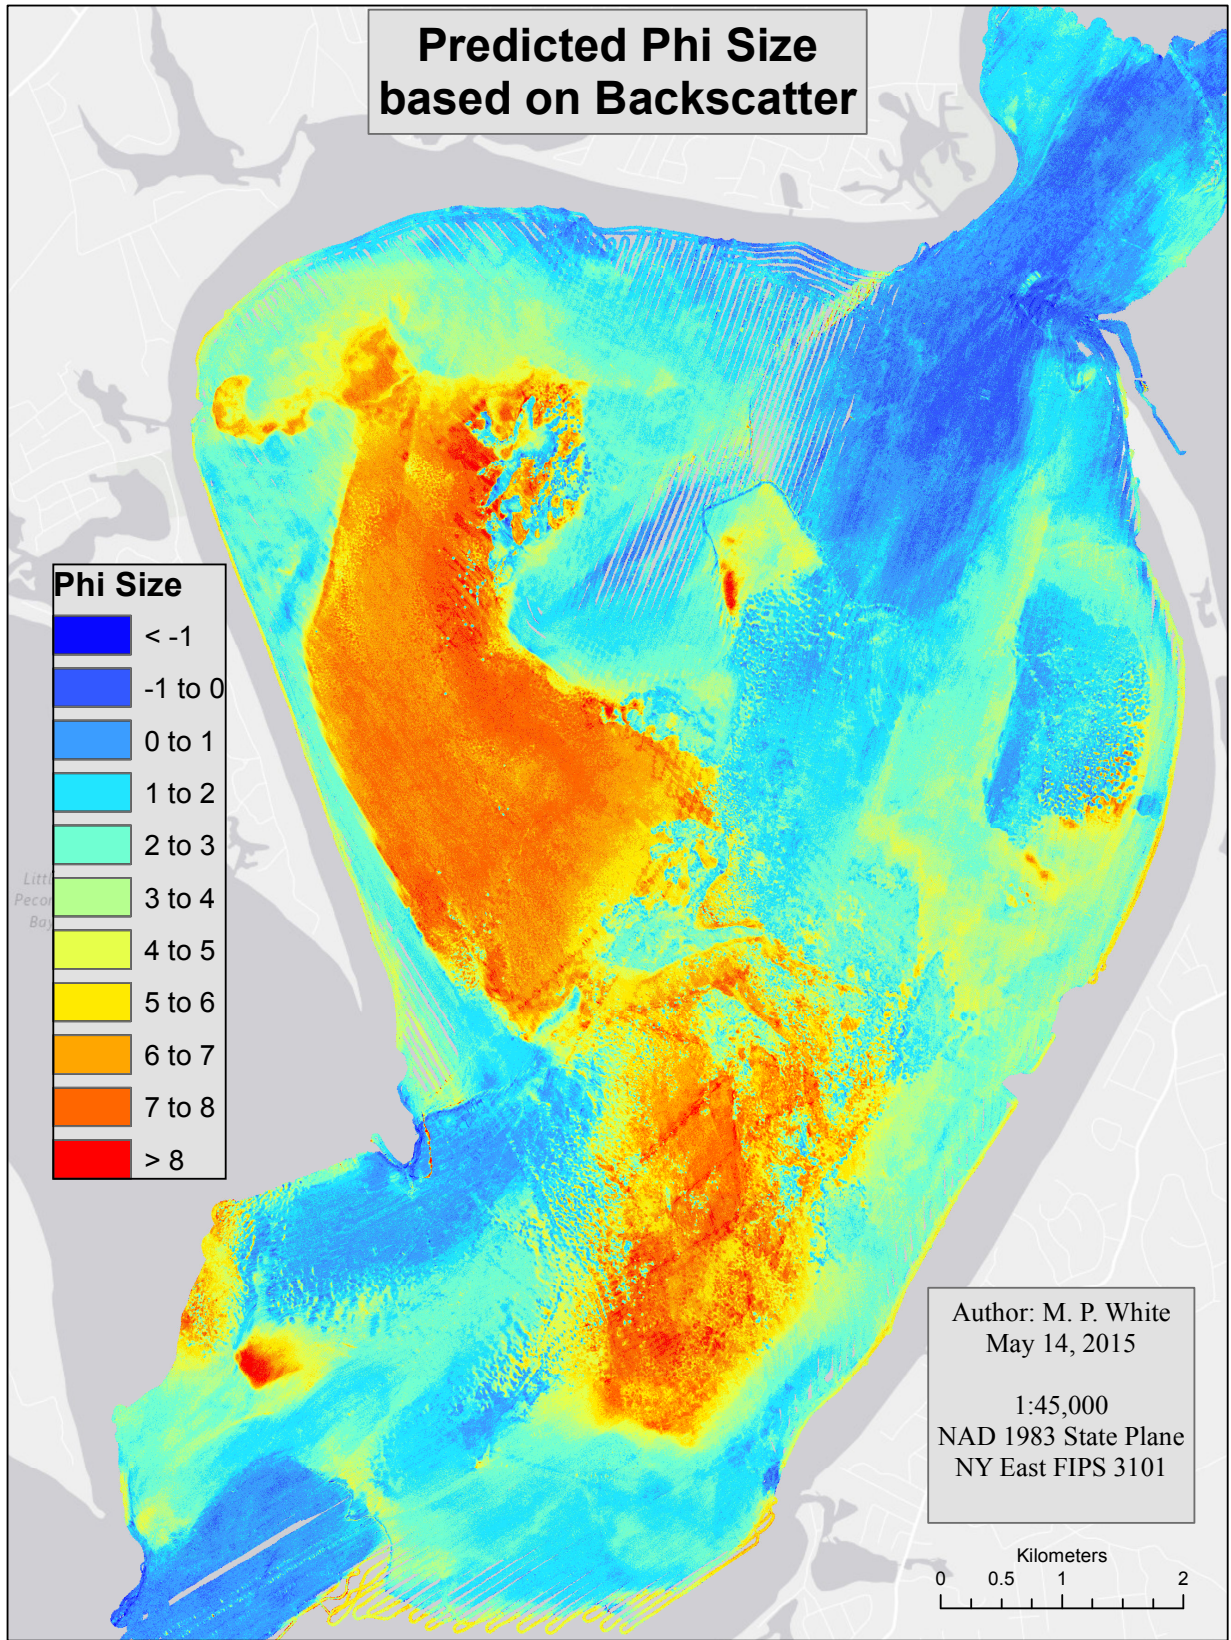 Predicted Phi Size
based on Backscatter
Phi Size
< -1
-1 to 0
0 to 1
1 to 2
2 to 3
3 to 4
4 to 5
5 to 6
6 to 7
7 to 8
> 8
Author: M. P. White
May 14, 2015
1:45,000
NAD 1983 State Plane
NY East FIPS 3101
Kilometers
0 0.5 1 2